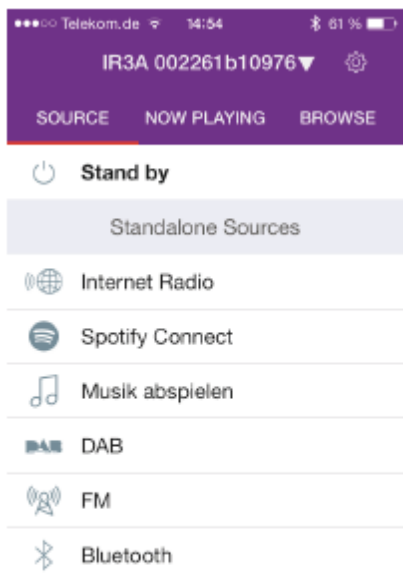 Telekom.de 14:54 61 %
IR3A 002261b10976▼
SOURCE NOW PLAYING BROWSE
Stand by
Standalone Sources
Internet Radio
Spotify Connect
Musik abspielen
DAB DAB
FM
Bluetooth